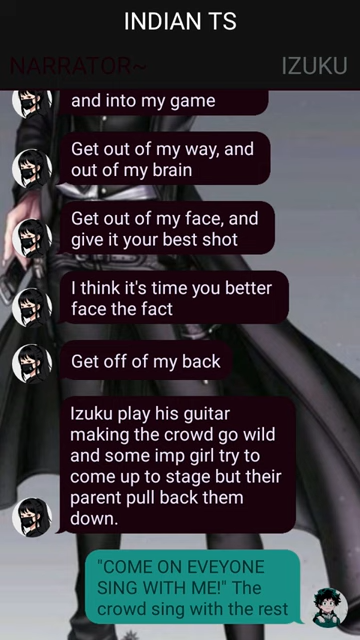 INDIAN TS
NARRATOR~ IZUKU
and into my game
Get out of my way, and
out of my brain
Get out of my face, and
give it your best shot
I think it's time you better
face the fact
Get off of my back
Izuku play his guitar
making the crowd go wild
and some imp girl try to
come up to stage but their
parent pull back them
down.
"COME ON EVEYONE
SING WITH ME!" The
crowd sing with the rest